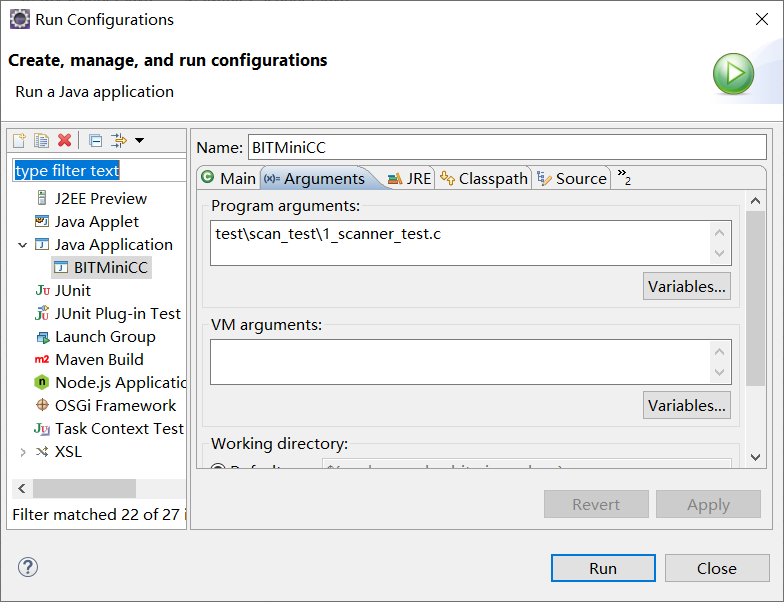 Run Configurations
Create, manage, and run configurations
Run a Java application
type filter text
J2EE Preview
Java Applet
Java Application
BITMiniCC
JUnit
JUnit Plug-in Test
Launch Group
Maven Build
Node.js Applicatio
OSGi Framework
Task Context Test
XSL
Filter matched 22 of 27 i
Name: BITMiniCC
Main (x)= Arguments JRE Classpath Source »2
Program arguments:
test\scan_test\1_scanner_test.c
Variables...
VM arguments:
Variables...
Working directory:
Revert Apply
Run Close